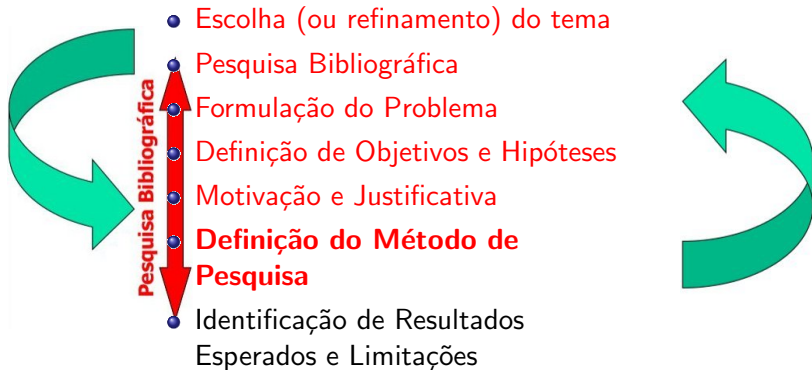 Escolha (ou refinamento) do tema
Pesquisa Bibliográfica
Formulação do Problema
Definição de Objetivos e Hipóteses
Motivação e Justificativa
Definição do Método de
Pesquisa
Identificação de Resultados
Esperados e Limitações
Pesquisa Bibliográfica